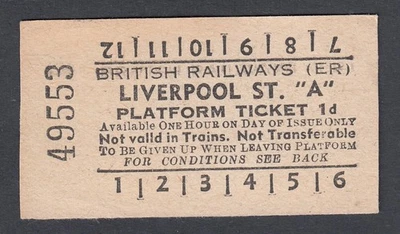 7|8|9|10|11|12
49553
BRITISH RAILWAYS (ER)
LIVERPOOL ST. "A"
PLATFORM TICKET 1d
Available ONE HOUR ON DAY OF ISSUE ONLY
Not valid in Trains. Not Transferable
TO BE GIVEN UP WHEN LEAVING PLATFORM
FOR CONDITIONS SEE BACK
1|2|3|4|5|6